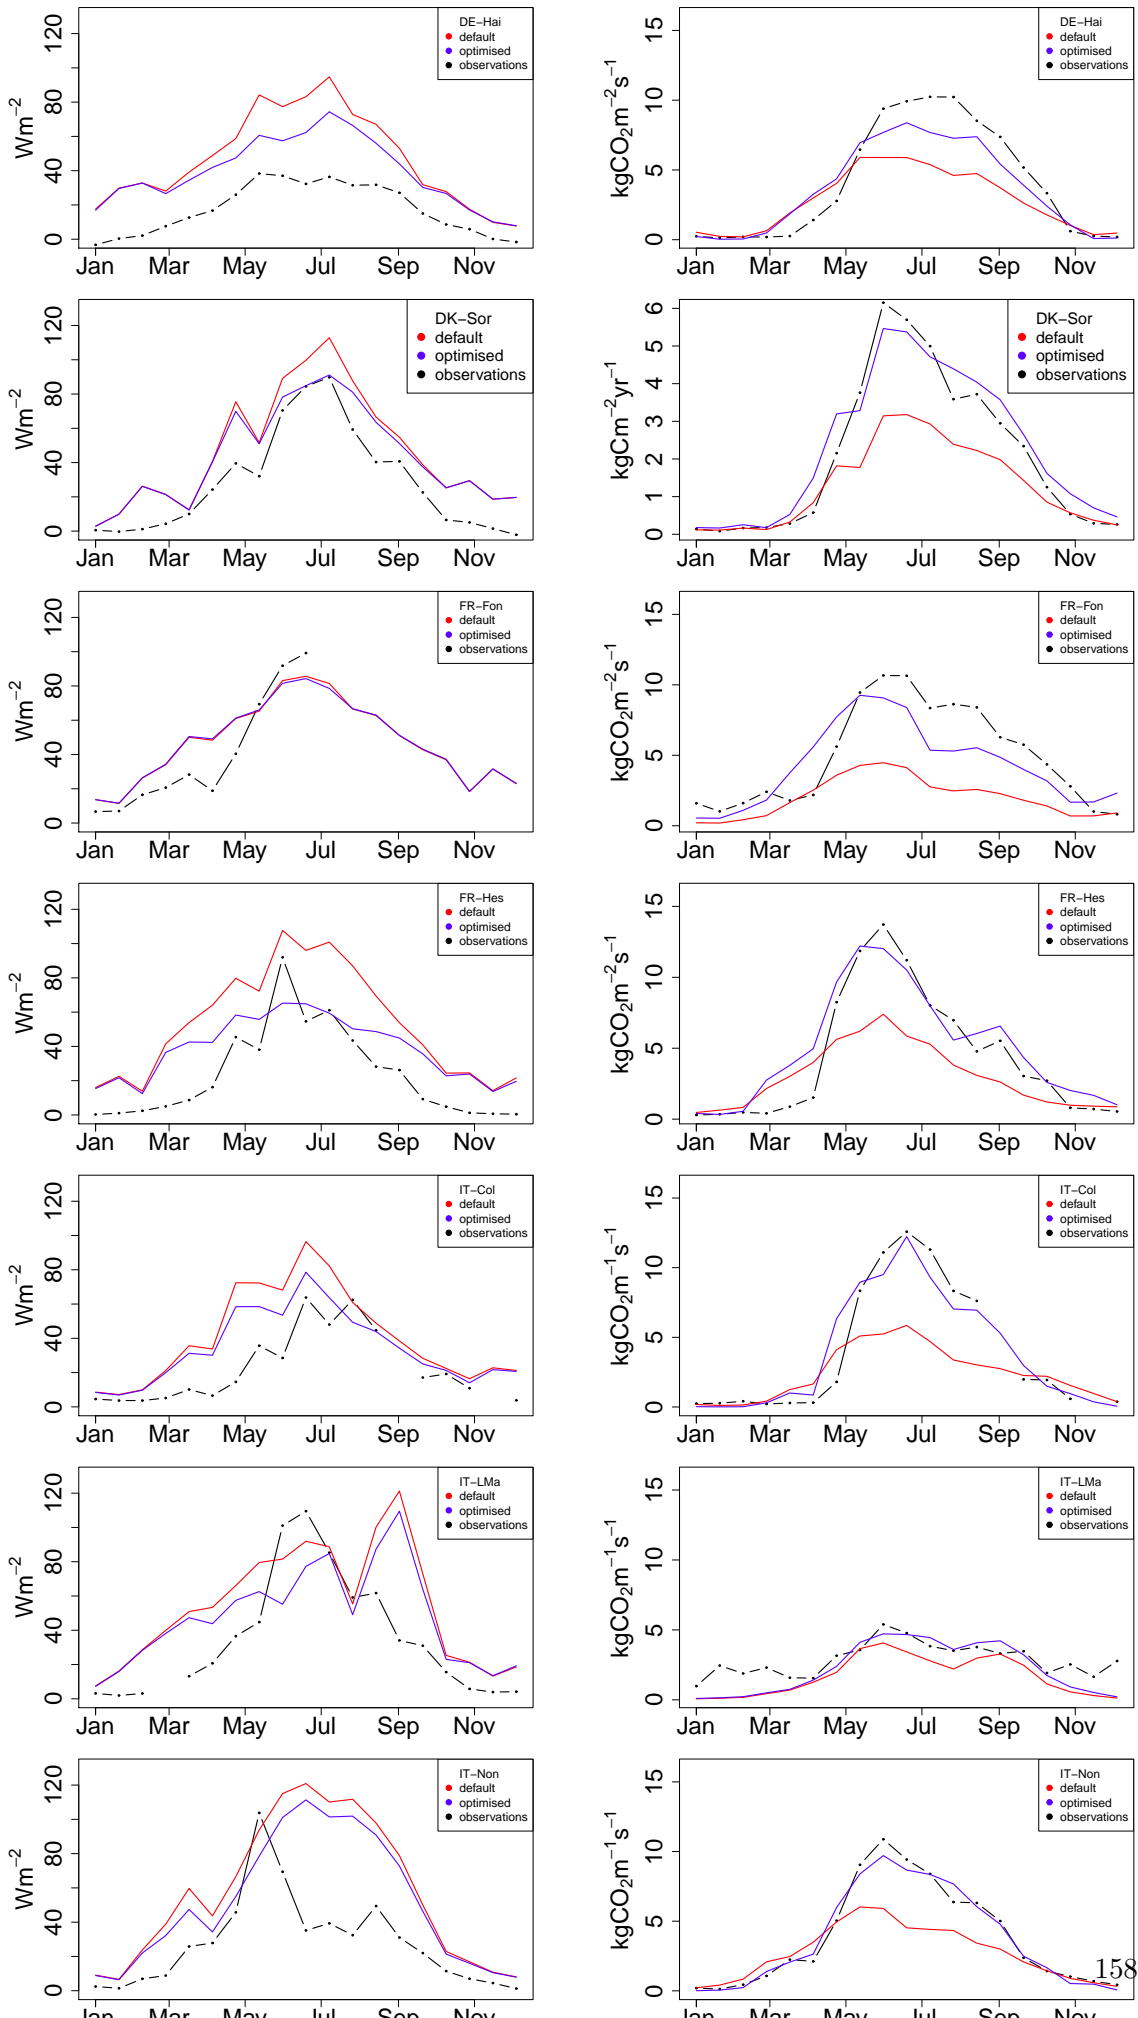 DE−Hai
default
optimised
observations
Wm−2
0 40 80 120
Jan Mar May Jul Sep Nov
DE−Hai
default
optimised
observations
kgCO2m−2s−1
0 5 10 15
Jan Mar May Jul Sep Nov
DK−Sor
default
optimised
observations
Wm−2
0 40 80 120
Jan Mar May Jul Sep Nov
DK−Sor
default
optimised
observations
kgCm−2yr−1
0 1 2 3 4 5 6
Jan Mar May Jul Sep Nov
FR−Fon
default
optimised
observations
Wm−2
0 40 80 120
Jan Mar May Jul Sep Nov
FR−Fon
default
optimised
observations
kgCO2m−2s−1
0 5 10 15
Jan Mar May Jul Sep Nov
FR−Hes
default
optimised
observations
Wm−2
0 40 80 120
Jan Mar May Jul Sep Nov
FR−Hes
default
optimised
observations
kgCO2m−2s−1
0 5 10 15
Jan Mar May Jul Sep Nov
IT−Col
default
optimised
observations
Wm−2
0 40 80 120
Jan Mar May Jul Sep Nov
IT−Col
default
optimised
observations
kgCO2m−1s−1
0 5 10 15
Jan Mar May Jul Sep Nov
IT−LMa
default
optimised
observations
Wm−2
0 40 80 120
Jan Mar May Jul Sep Nov
IT−LMa
default
optimised
observations
kgCO2m−1s−1
0 5 10 15
Jan Mar May Jul Sep Nov
IT−Non
default
optimised
observations
Wm−2
0 40 80 120
Jan Mar May Jul Sep Nov
IT−Non
default
optimised
observations
kgCO2m−1s−1
0 5 10 15
Jan Mar May Jul Sep Nov
158